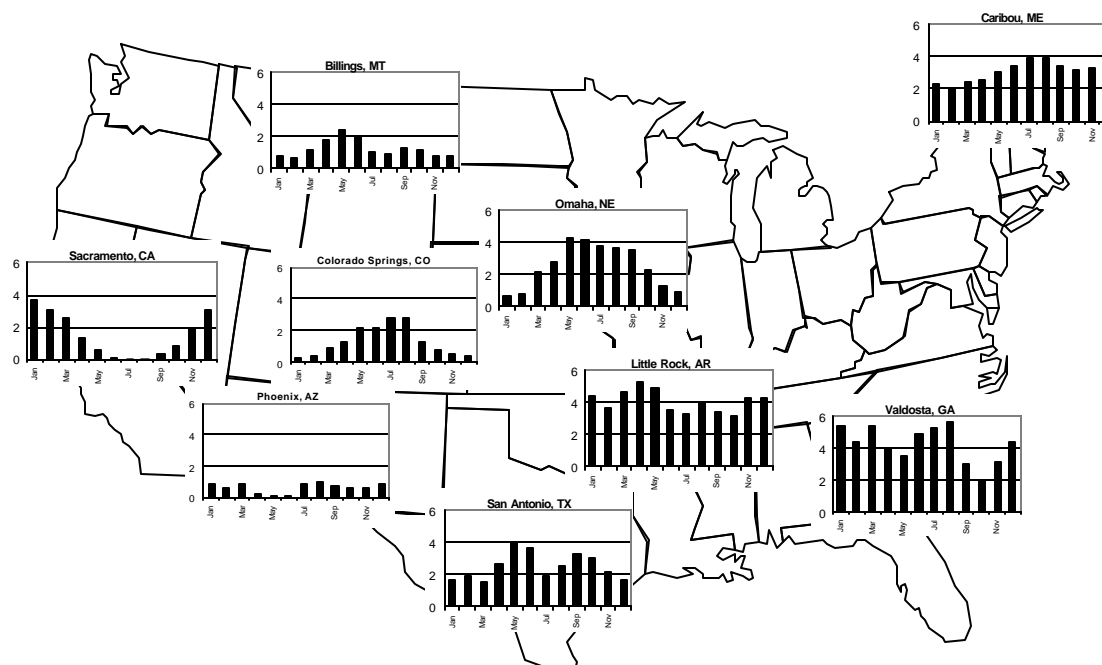 Caribou, ME
6
4
2
0
Jan Mar May Jul Sep Nov
Billings, MT
6
4
2
0
Jan Mar May Jul Sep Nov
Omaha, NE
6
4
2
0
Jan Mar May Jul Sep Nov
Sacramento, CA
6
4
2
0
Jan Mar May Jul Sep Nov
Colorado Springs, CO
6
4
2
0
Jan Mar May Jul Sep Nov
Little Rock, AR
6
4
2
0
Jan Mar May Jul Sep Nov
Phoenix, AZ
6
4
2
0
Jan Mar May Jul Sep Nov
Valdosta, GA
6
4
2
0
Jan Mar May Jul Sep Nov
San Antonio, TX
6
4
2
0
Jan Mar May Jul Sep Nov